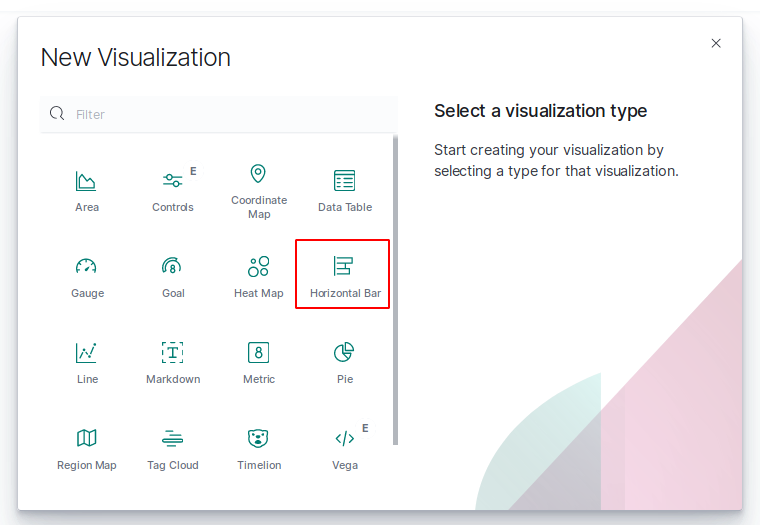 New Visualization
Filter
Select a visualization type
Start creating your visualization by
selecting a type for that visualization.
Area
Controls
E
Coordinate
Map
Data Table
Gauge
Goal
8
Heat Map
Horizontal Bar
Line
Markdown
T
Metric
8
Pie
Region Map
Tag Cloud
Timelion
Vega
E